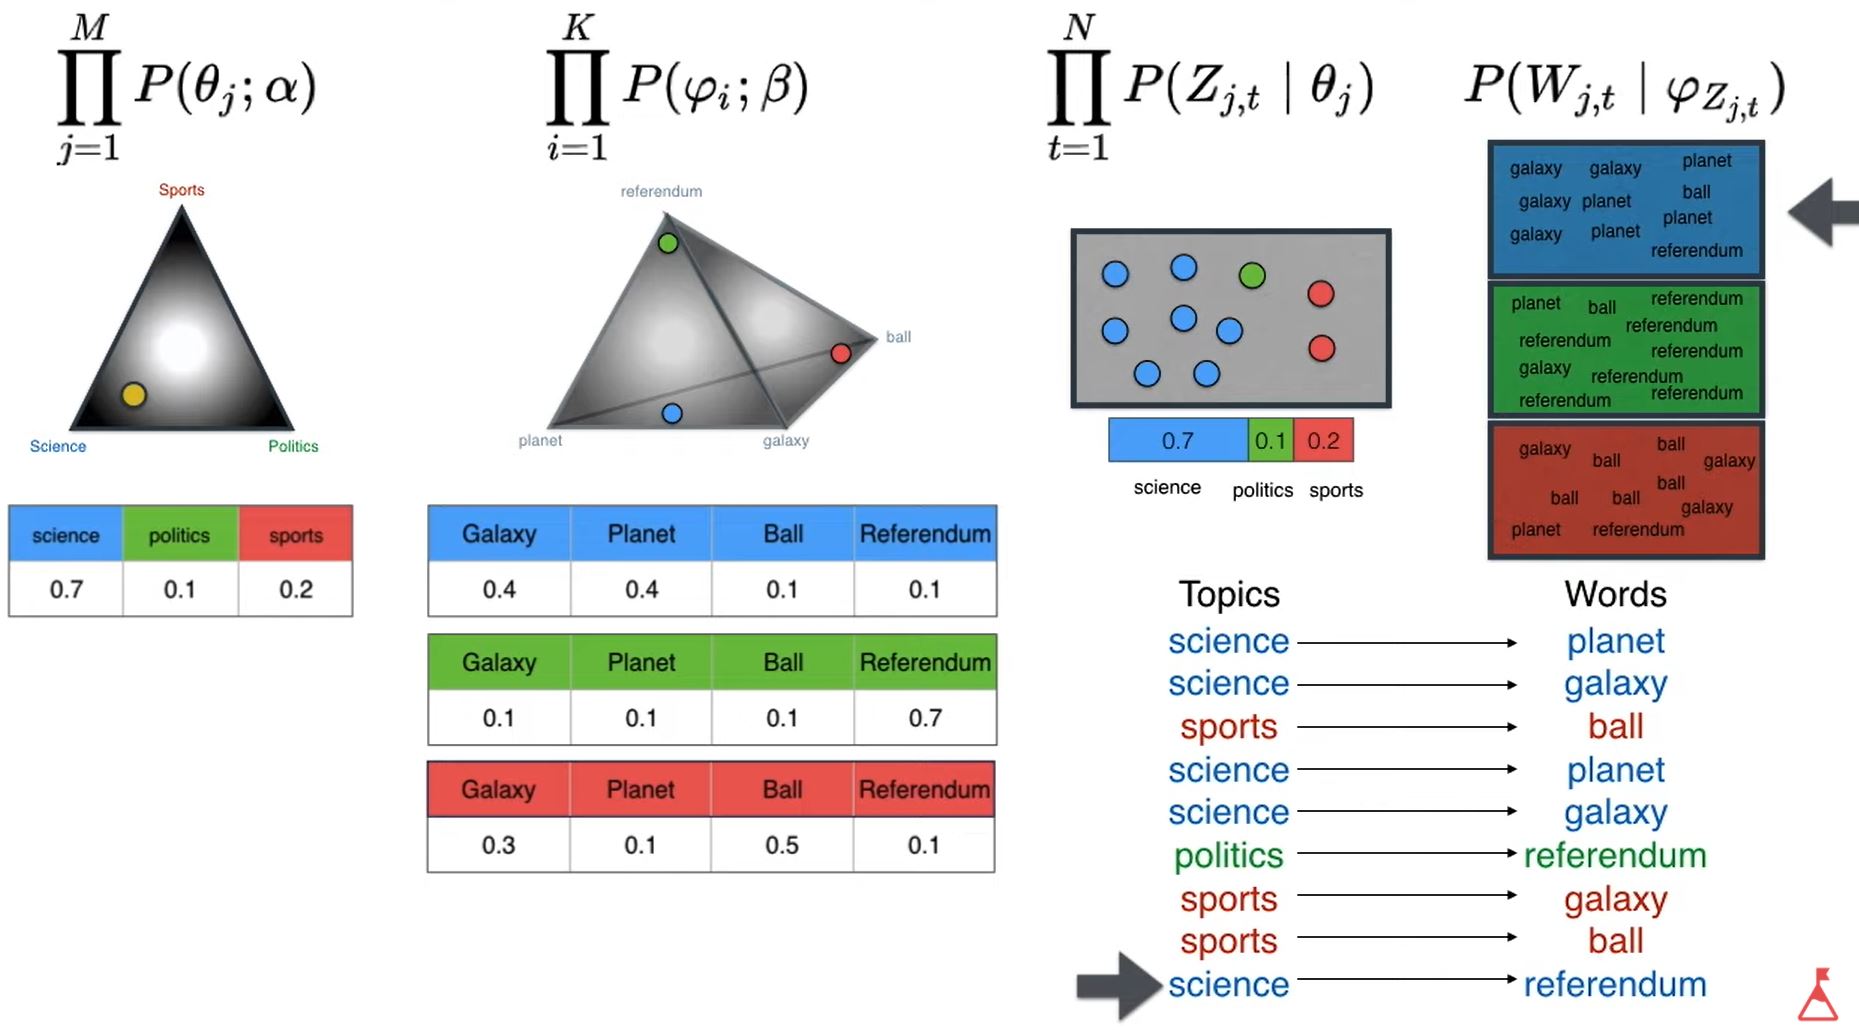 \prod_{j=1}^{M} P(\theta_j; \alpha)
\prod_{i=1}^{K} P(\varphi_i; \beta)
\prod_{t=1}^{N} P(Z_{j,t} | \theta_j)
P(W_{j,t} | \varphi_{Z_{j,t}})
Sports
Science
Politics
science politics sports
0.7 0.1 0.2
referendum
ball
planet
galaxy
Galaxy Planet Ball Referendum
0.4 0.4 0.1 0.1
Galaxy Planet Ball Referendum
0.1 0.1 0.1 0.7
Galaxy Planet Ball Referendum
0.3 0.1 0.5 0.1
0.7 0.1 0.2
science politics sports
galaxy galaxy planet
ball
galaxy planet
planet
galaxy planet
referendum
planet ball referendum
referendum
referendum
referendum
galaxy
referendum
referendum
referendum
galaxy ball
ball galaxy
ball
ball ball
galaxy
planet referendum
Topics Words
science planet
science galaxy
sports ball
science planet
science galaxy
politics referendum
sports galaxy
sports ball
science referendum